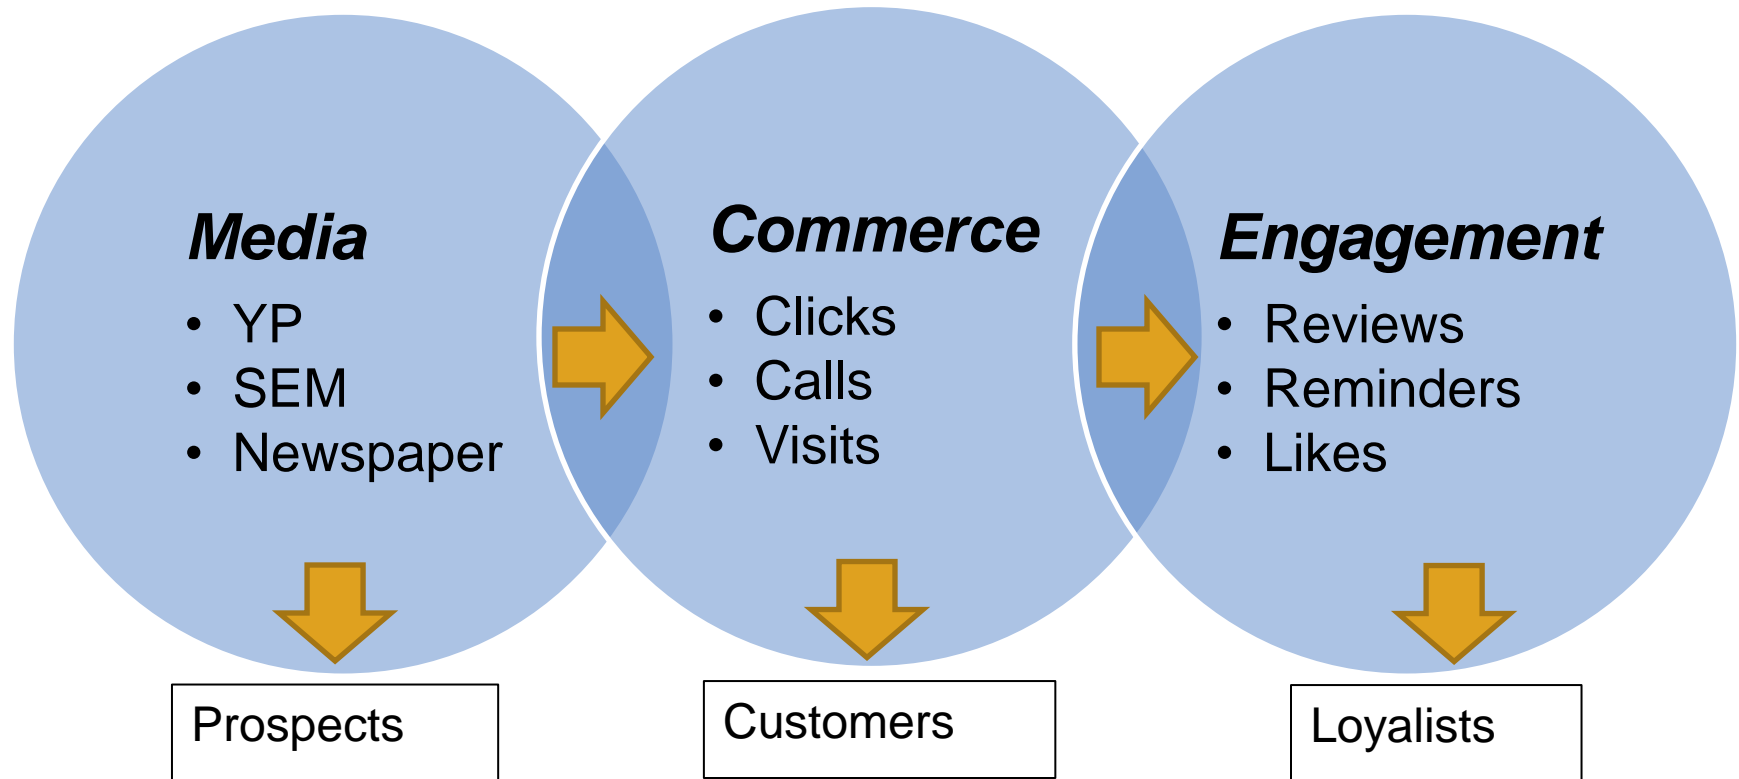 Media
• YP
• SEM
• Newspaper
Prospects
Commerce
• Clicks
• Calls
• Visits
Customers
Engagement
• Reviews
• Reminders
• Likes
Loyalists